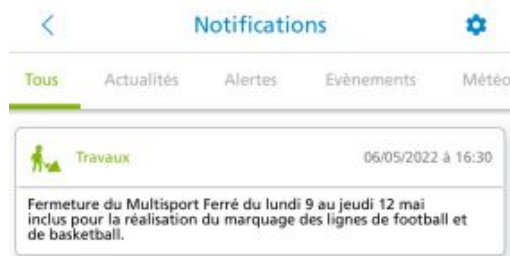 Notifications
Tous Actualités Alertes Evènements Météo
Travaux 06/05/2022 à 16:30
Fermeture du Multisport Ferré du lundi 9 au jeudi 12 mai
inclus pour la réalisation du marquage des lignes de football et
de basketball.